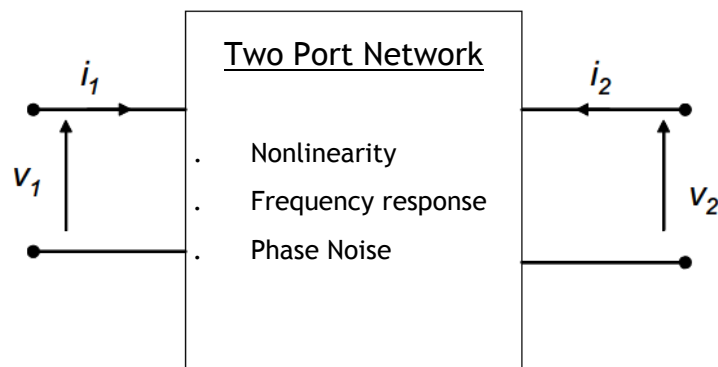 Two Port Network
i1 i2
. Nonlinearity
v1 . Frequency response v2
. Phase Noise